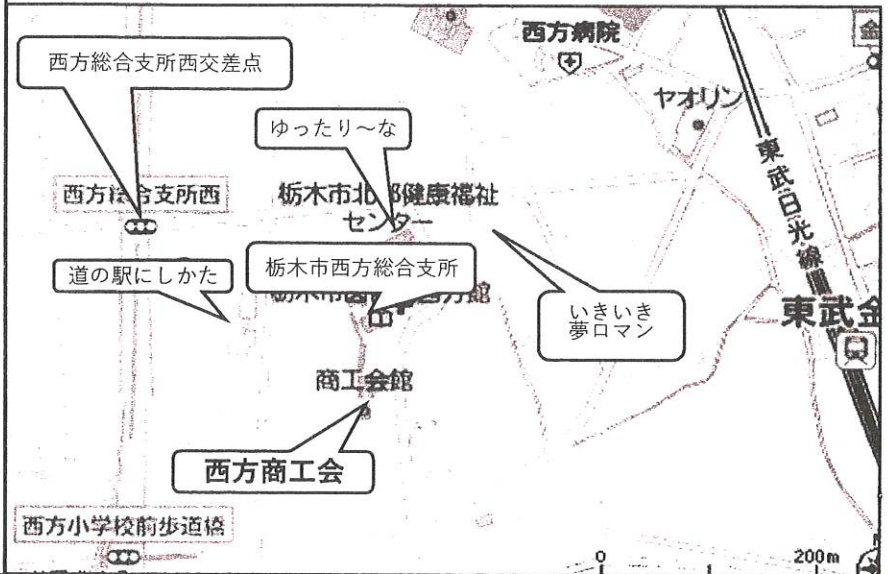 西方病院
金
西方総合支所西交差点
ヤオリン
ゆったり~な
東武日光線
西方総合支所西
栃木市北部健康福祉
センター
道の駅にしかた
栃木市西方総合支所
いきいき
夢ロマン
東武金
商工会館
西方商工会
西方小学校前歩道橋
0
200m